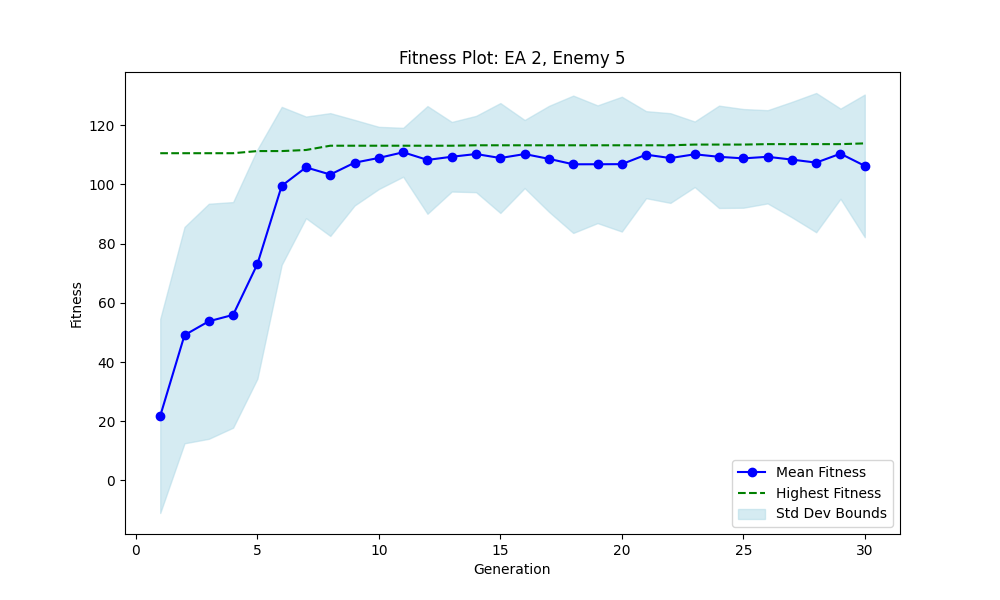 Fitness Plot: EA 2, Enemy 5
Fitness
120
100
80
60
40
20
0
0 5 10 15 20 25 30
Generation
Mean Fitness
Highest Fitness
Std Dev Bounds